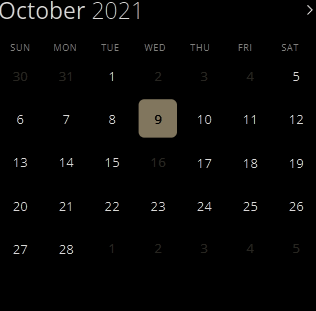 October 2021
SUN MON TUE WED THU FRI SAT
30 31 1 2 3 4 5
6 7 8 9 10 11 12
13 14 15 16 17 18 19
20 21 22 23 24 25 26
27 28 1 2 3 4 5